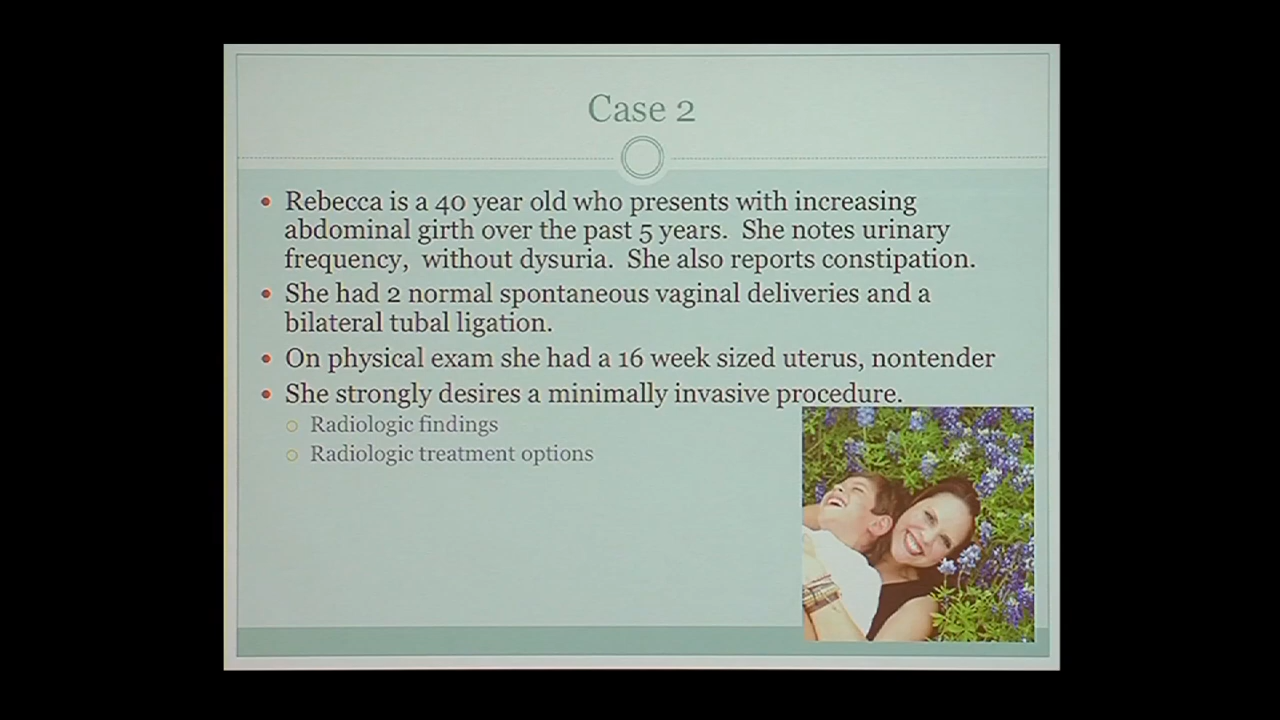 Case 2
Rebecca is a 40 year old who presents with increasing
abdominal girth over the past 5 years. She notes urinary
frequency, without dysuria. She also reports constipation.
She had 2 normal spontaneous vaginal deliveries and a
bilateral tubal ligation.
On physical exam she had a 16 week sized uterus, nontender
She strongly desires a minimally invasive procedure.
Radiologic findings
Radiologic treatment options